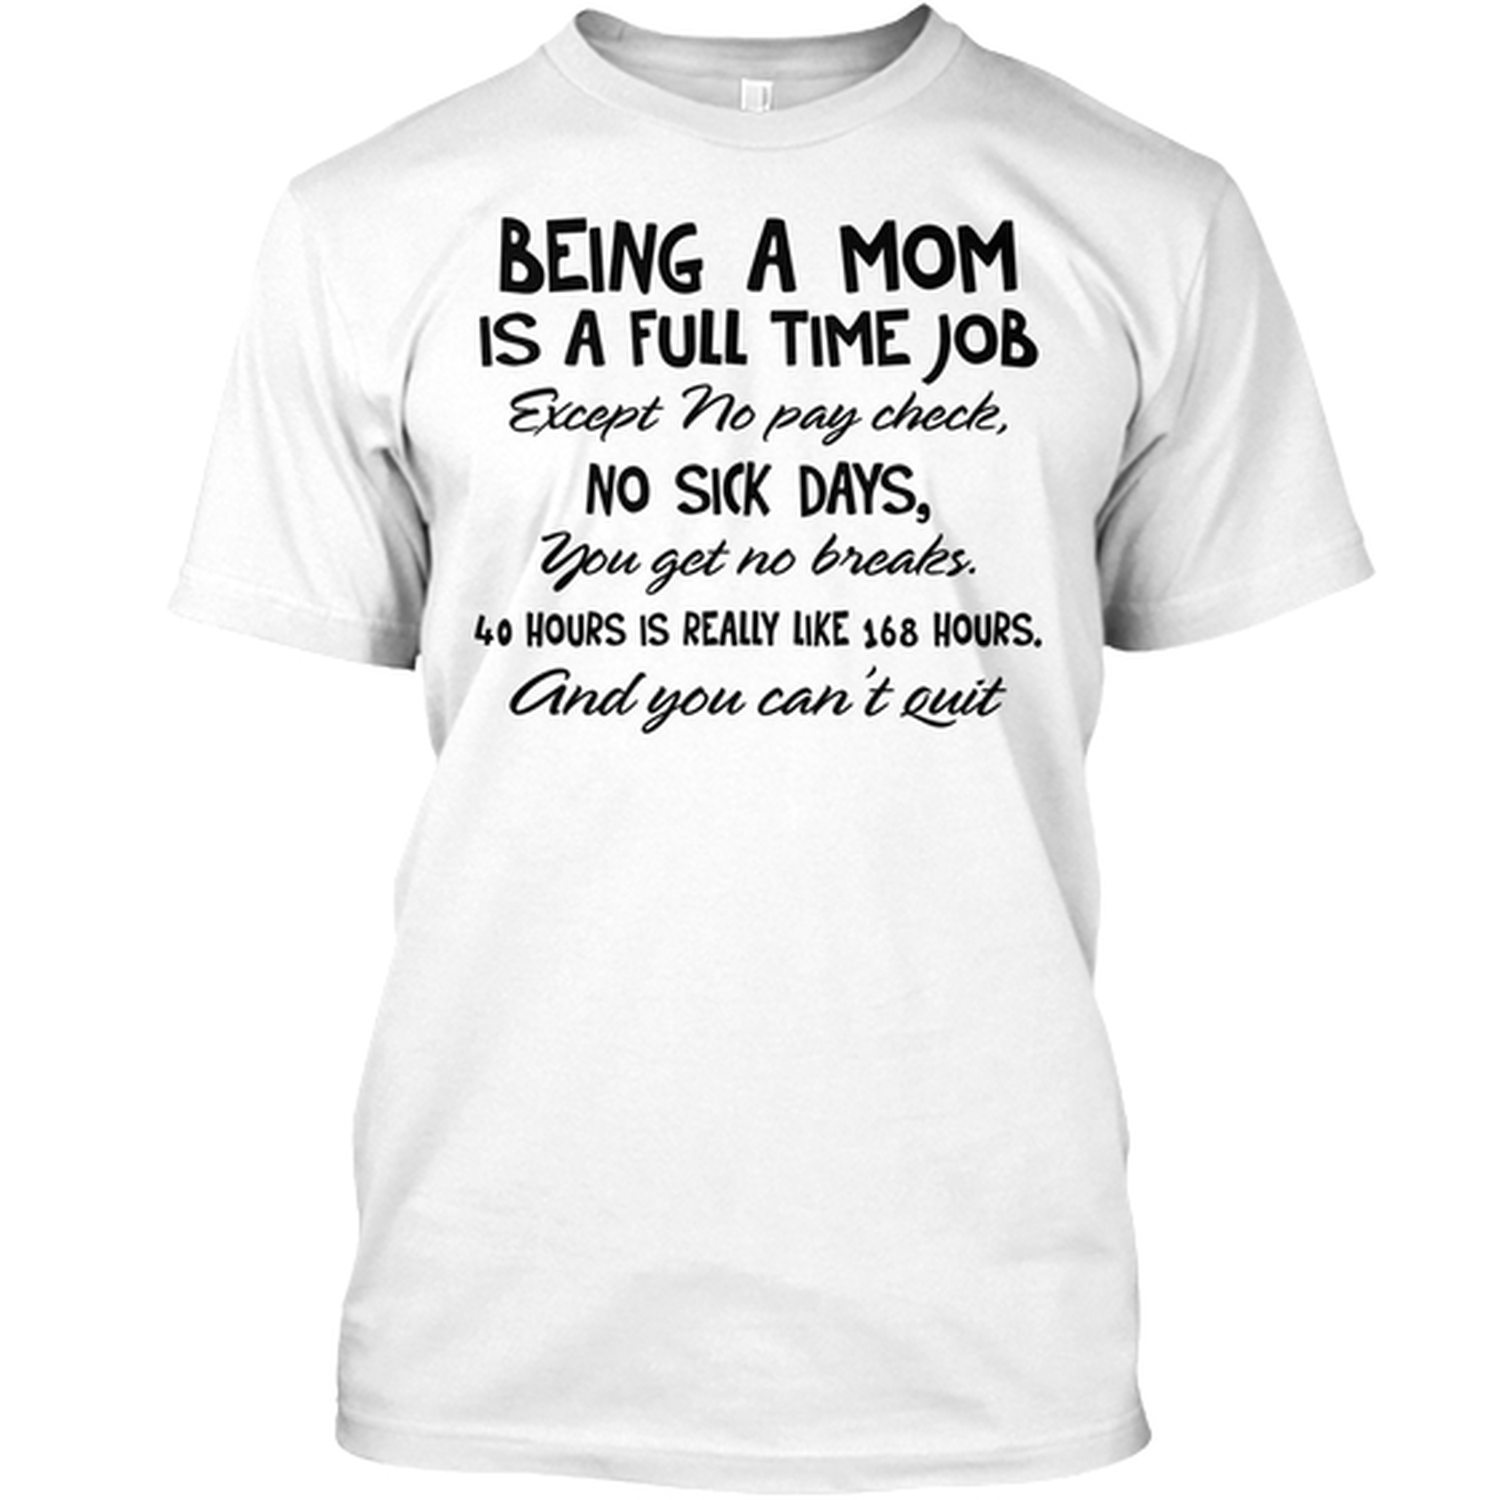 BEING A MOM
IS A FULL TIME JOB
Except No pay check,
NO SICK DAYS,
You get no breaks.
40 HOURS IS REALLY LIKE 168 HOURS.
And you can't quit